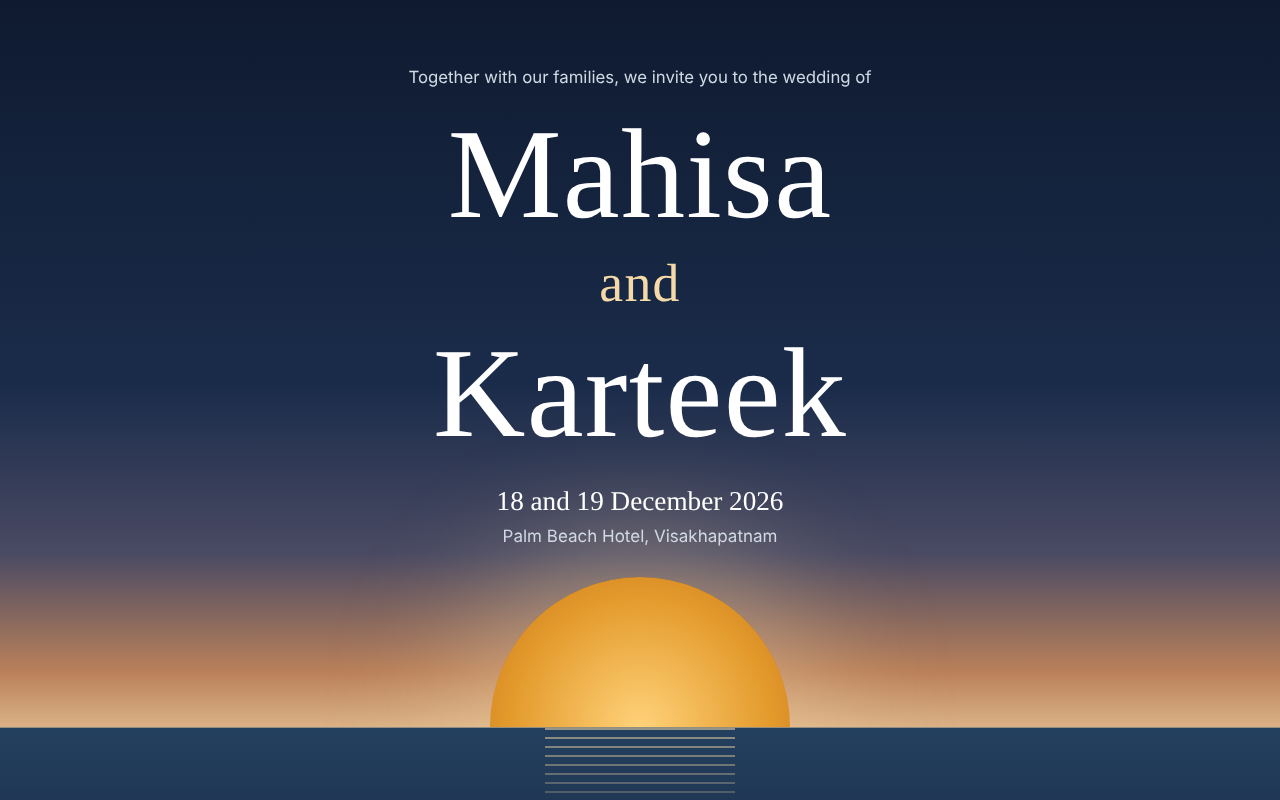 Together with our families, we invite you to the wedding of
Mahisa
and
Karteek
18 and 19 December 2026
Palm Beach Hotel, Visakhapatnam